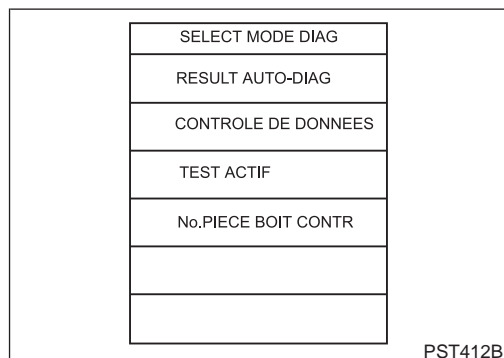 SELECT MODE DIAG
RESULT AUTO-DIAG
CONTROLE DE DONNEES
TEST ACTIF
No.PIECE BOIT CONTR
PST412B